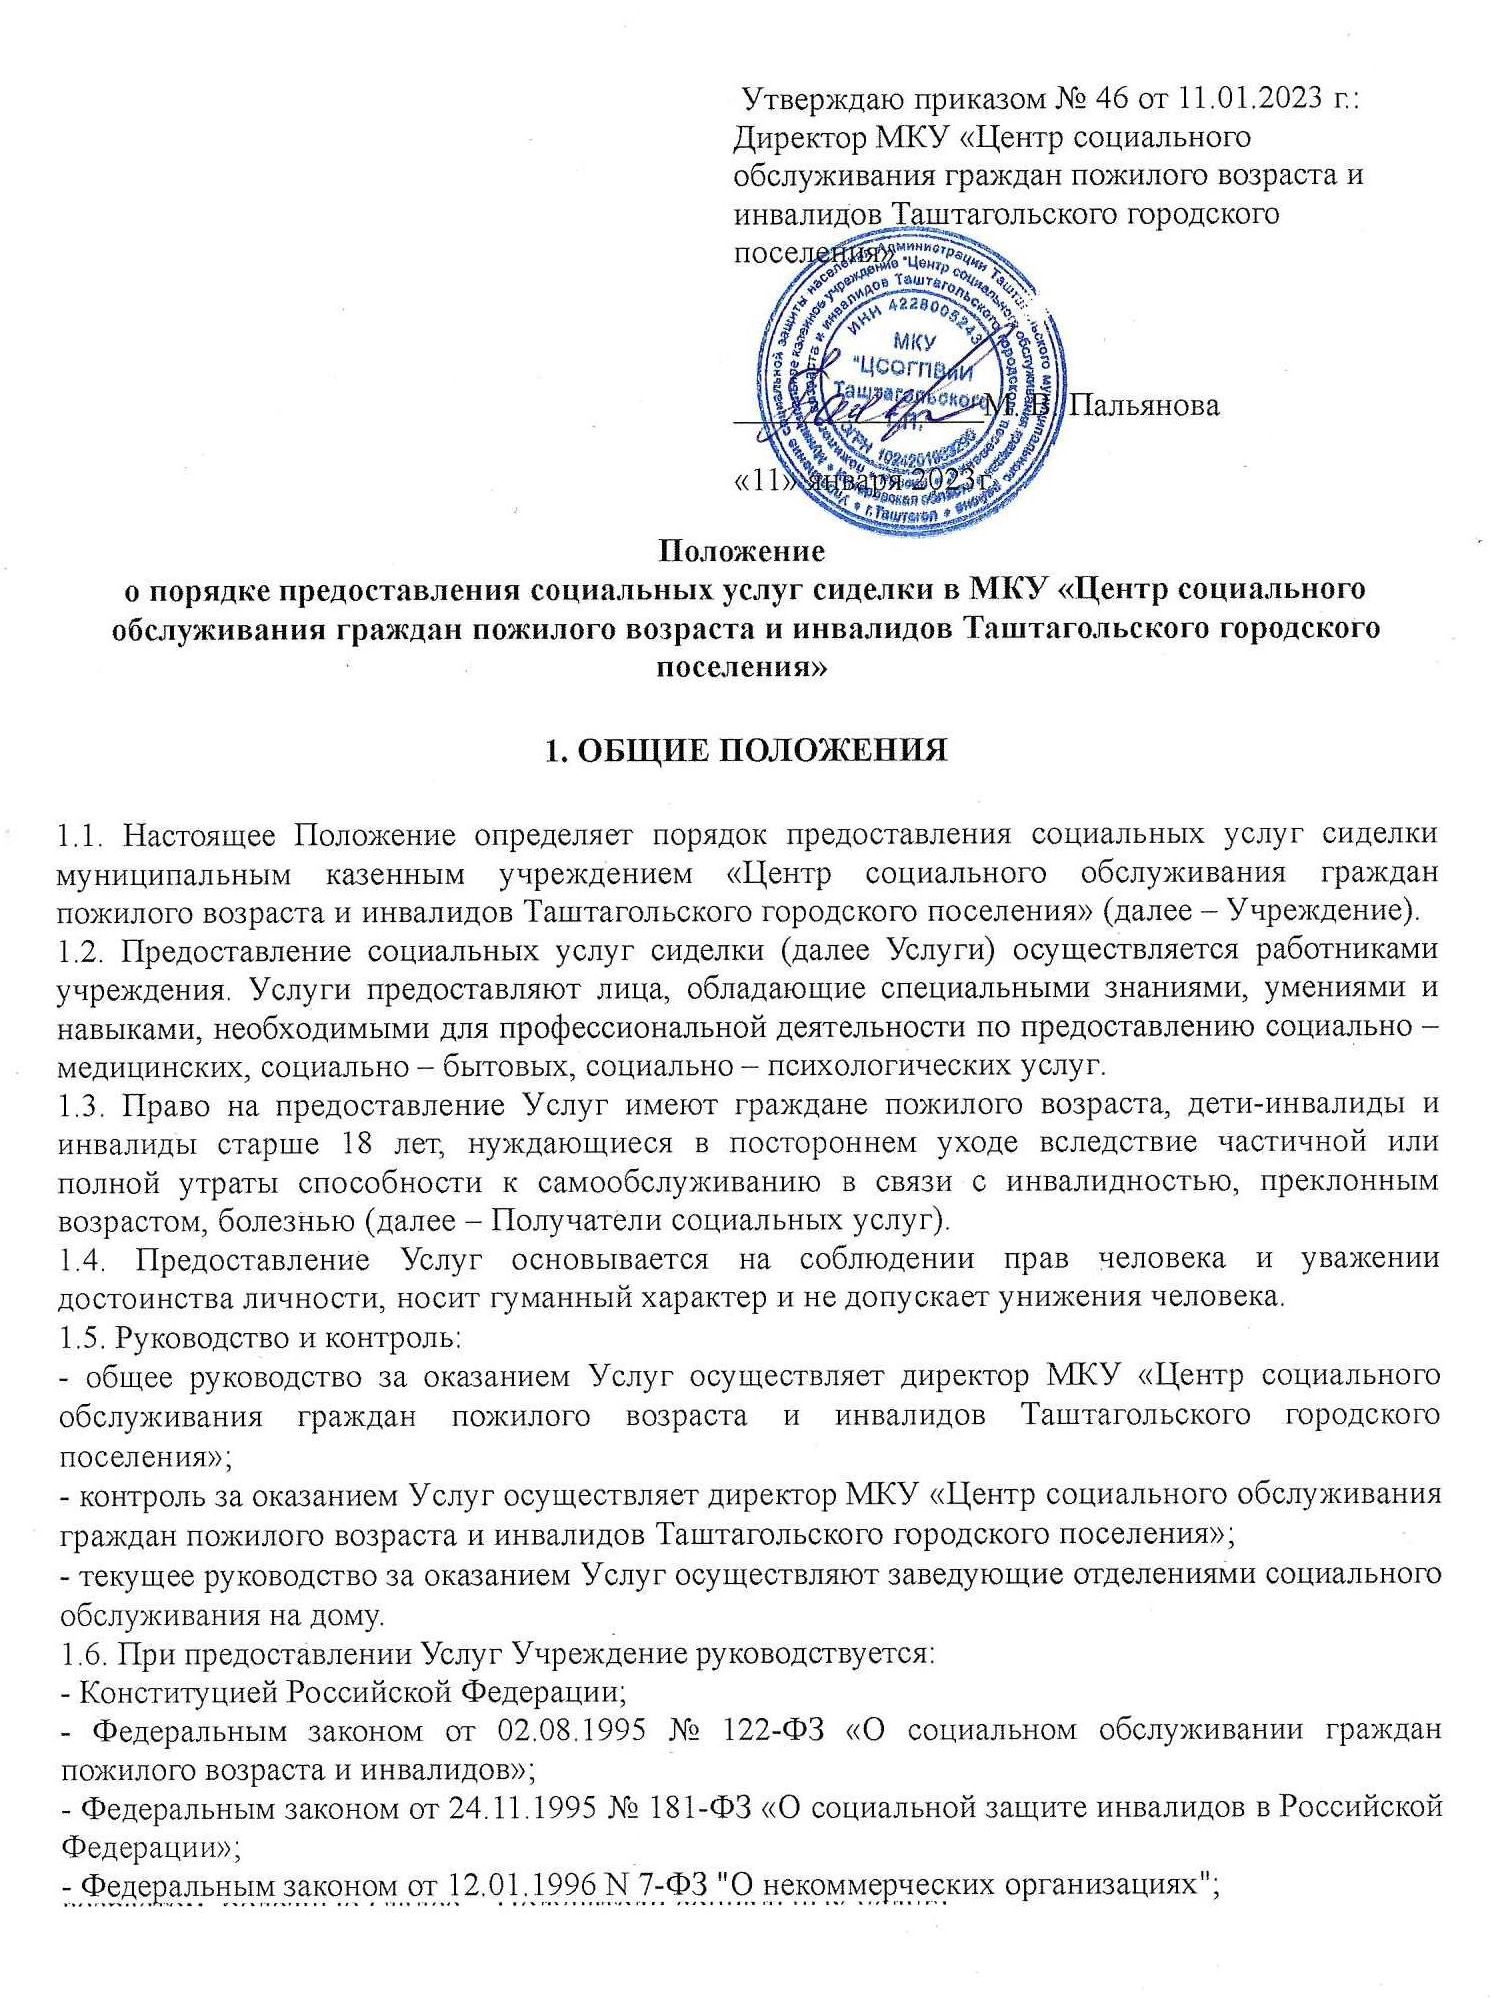 Утверждаю приказом № 46 от 11.01.2023 г.:
Директор МКУ «Центр социального
обслуживания граждан пожилого возраста и
инвалидов Таштагольского городского
поселения»
ИНН 4228005243
МКУ
"ЦСОГПВиИ
Таштагольского
Г.П."
г.Таштагол
М. В. Пальянова
«11» января 2023г.
Положение
о порядке предоставления социальных услуг сиделки в МКУ «Центр социального
обслуживания граждан пожилого возраста и инвалидов Таштагольского городского
поселения»
1. ОБЩИЕ ПОЛОЖЕНИЯ
1.1. Настоящее Положение определяет порядок предоставления социальных услуг сиделки
муниципальным казенным учреждением «Центр социального обслуживания граждан
пожилого возраста и инвалидов Таштагольского городского поселения» (далее – Учреждение).
1.2. Предоставление социальных услуг сиделки (далее Услуги) осуществляется работниками
учреждения. Услуги предоставляют лица, обладающие специальными знаниями, умениями и
навыками, необходимыми для профессиональной деятельности по предоставлению социально –
медицинских, социально – бытовых, социально – психологических услуг.
1.3. Право на предоставление Услуг имеют граждане пожилого возраста, дети-инвалиды и
инвалиды старше 18 лет, нуждающиеся в постороннем уходе вследствие частичной или
полной утраты способности к самообслуживанию в связи с инвалидностью, преклонным
возрастом, болезнью (далее – Получатели социальных услуг).
1.4. Предоставление Услуг основывается на соблюдении прав человека и уважении
достоинства личности, носит гуманный характер и не допускает унижения человека.
1.5. Руководство и контроль:
- общее руководство за оказанием Услуг осуществляет директор МКУ «Центр социального
обслуживания граждан пожилого возраста и инвалидов Таштагольского городского
поселения»;
- контроль за оказанием Услуг осуществляет директор МКУ «Центр социального обслуживания
граждан пожилого возраста и инвалидов Таштагольского городского поселения»;
- текущее руководство за оказанием Услуг осуществляют заведующие отделениями социального
обслуживания на дому.
1.6. При предоставлении Услуг Учреждение руководствуется:
- Конституцией Российской Федерации;
- Федеральным законом от 02.08.1995 № 122-ФЗ «О социальном обслуживании граждан
пожилого возраста и инвалидов»;
- Федеральным законом от 24.11.1995 № 181-ФЗ «О социальной защите инвалидов в Российской
Федерации»;
- Федеральным законом от 12.01.1996 N 7-ФЗ "О некоммерческих организациях";